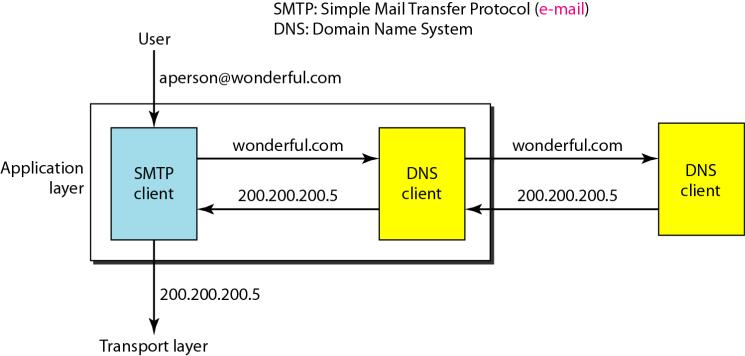 SMTP: Simple Mail Transfer Protocol (e-mail)
DNS: Domain Name System
User
aperson@wonderful.com
Application
layer
SMTP
client
wonderful.com
200.200.200.5
DNS
client
wonderful.com
200.200.200.5
DNS
client
200.200.200.5
Transport layer